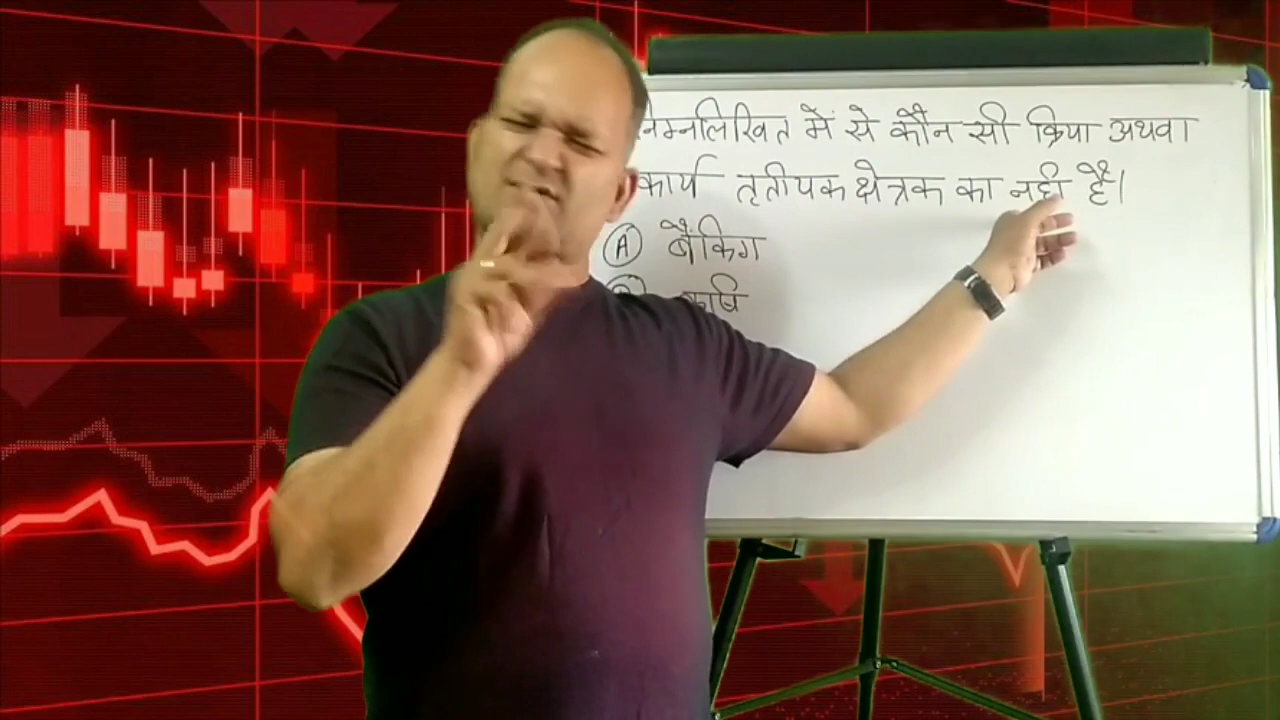 निम्नलिखित में से कौन सी क्रिया अथवा
कार्य तृतीयक क्षेत्रक का नहीं है।
(A) बैंकिग
(B) कृषि